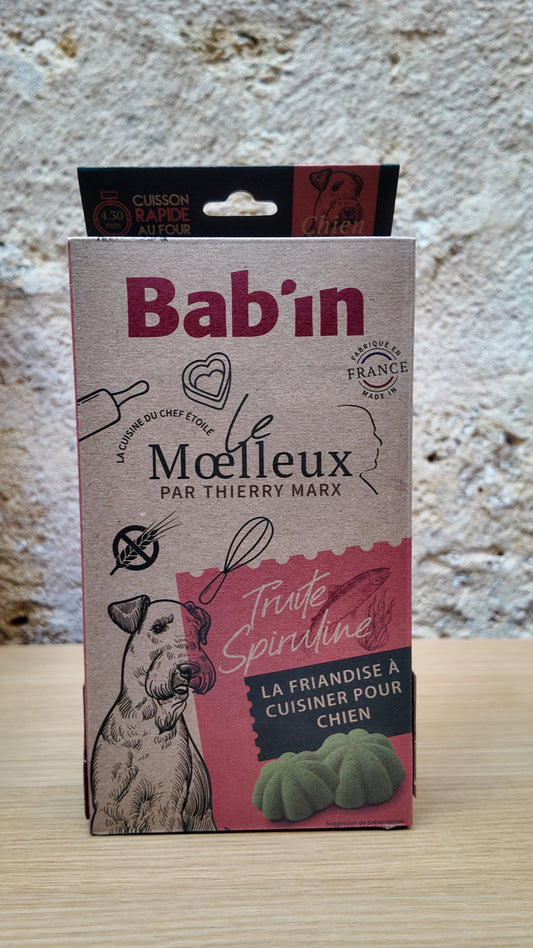 4.30
min
CUISSON
RAPIDE
AU FOUR
Chien
Bab'in
FABRIQUÉ EN
FRANCE
MADE IN
LA CUISINE DU CHEF ÉTOILÉ
Le
Mœlleux
PAR THIERRY MARX
Truite
Spiruline
LA FRIANDISE À
CUISINER POUR
CHIEN
Suggestion de présentation